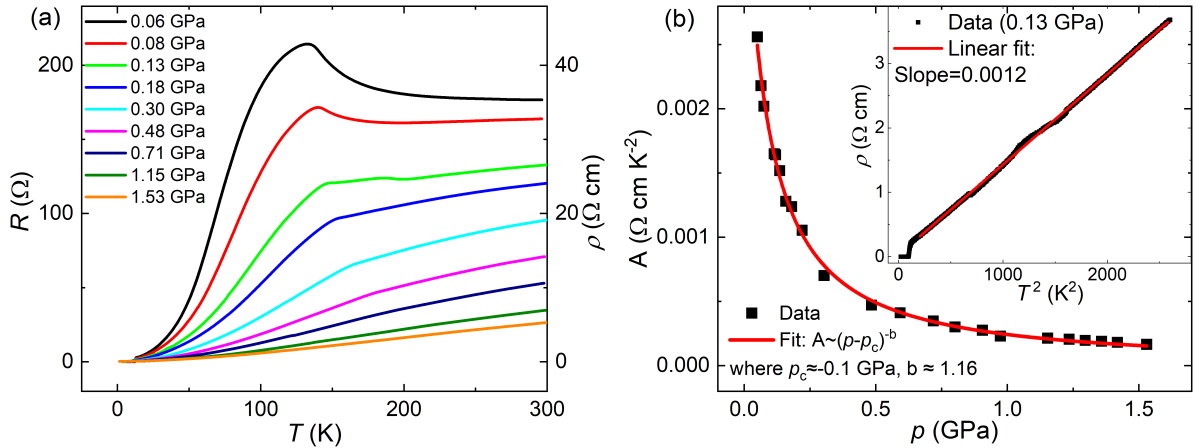 (a)
0.06 GPa
0.08 GPa
0.13 GPa
0.18 GPa
0.30 GPa
0.48 GPa
0.71 GPa
1.15 GPa
1.53 GPa
200
100
0
R (Ω)
40
20
0
ρ (Ω cm)
0
100
200
300
T (K)
(b)
0.002
0.001
0.000
A (Ω cm K⁻²)
Data
Fit: A~(p-p_c)^-b
where p_c≈-0.1 GPa, b ≈ 1.16
0.0
0.5
1.0
1.5
p (GPa)
Data (0.13 GPa)
Linear fit:
Slope=0.0012
3
2
1
0
ρ (Ω cm)
0
1000
2000
T² (K²)